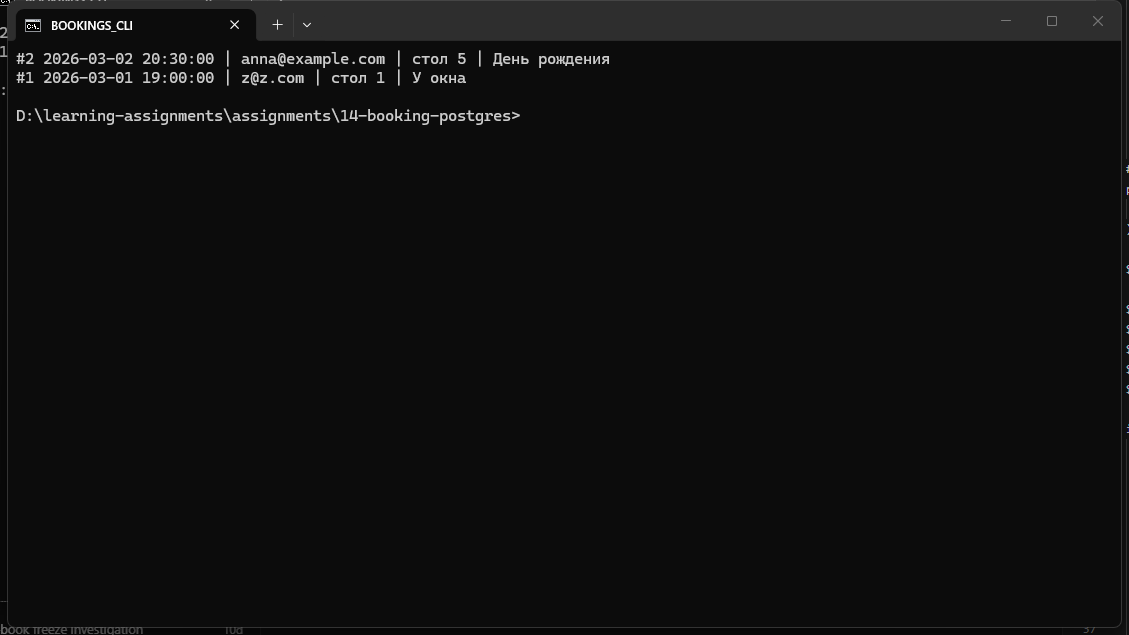 BOOKINGS_CLI
#2 2026-03-02 20:30:00 | anna@example.com | стол 5 | День рождения
#1 2026-03-01 19:00:00 | z@z.com | стол 1 | У окна
D:\learning-assignments\assignments\14-booking-postgres>
book freeze investigation 10d 37